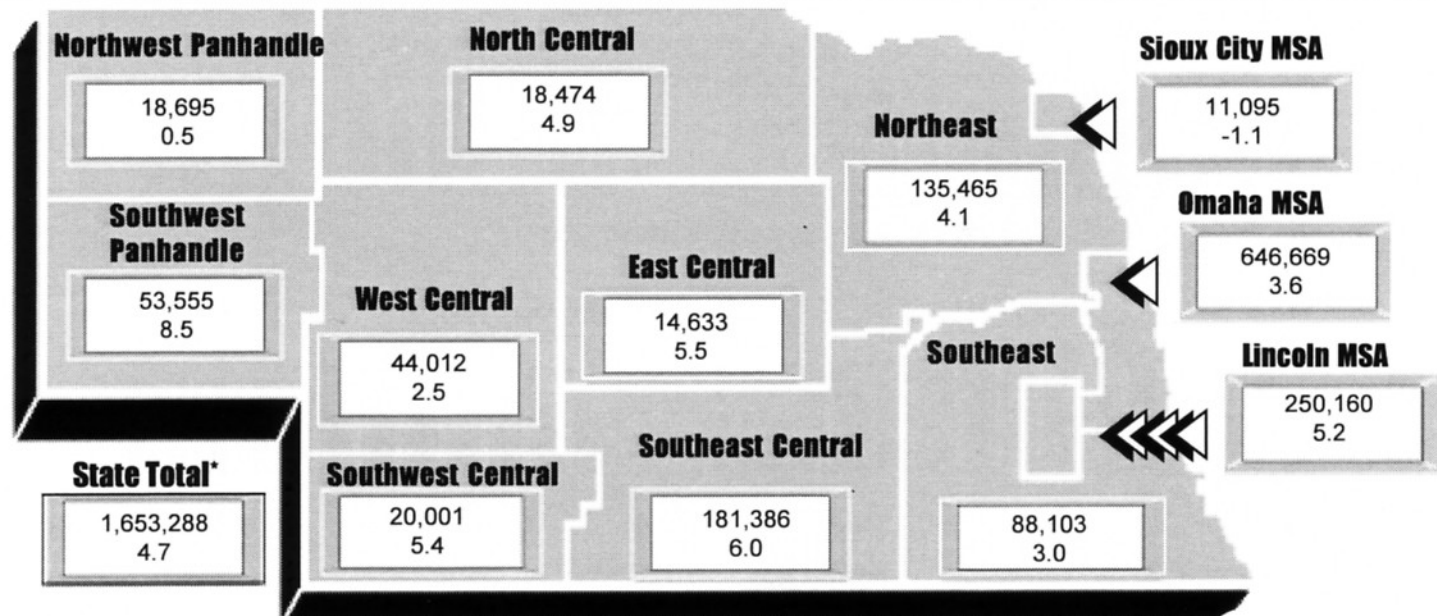 Northwest Panhandle
18,695
0.5
North Central
18,474
4.9
Sioux City MSA
11,095
-1.1
Northeast
135,465
4.1
Southwest
Panhandle
53,555
8.5
Omaha MSA
646,669
3.6
West Central
44,012
2.5
East Central
14,633
5.5
Southeast
88,103
3.0
Lincoln MSA
250,160
5.2
State Total*
1,653,288
4.7
Southwest Central
20,001
5.4
Southeast Central
181,386
6.0